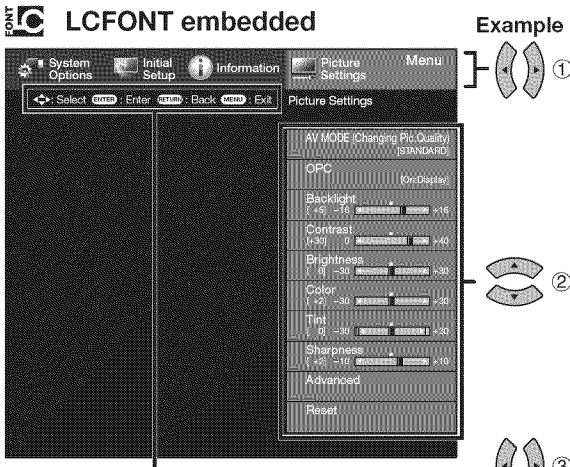 FONT
LC LCFONT embedded
Example
System Options
Initial Setup
Information
Picture Settings
Menu
: Select ENTER : Enter RETURN : Back MENU : Exit
Picture Settings
①
AV MODE (Changing Pic.Quality)
[STANDARD]
OPC
[On:Display]
Backlight
[ +5] -16 +16
Contrast
[+30] 0 +40
Brightness
[ 0] -30 +30
Color
[ +2] -30 +30
Tint
[ 0] -30 +30
Sharpness
[ +2] -10 +10
Advanced
Reset
②
③